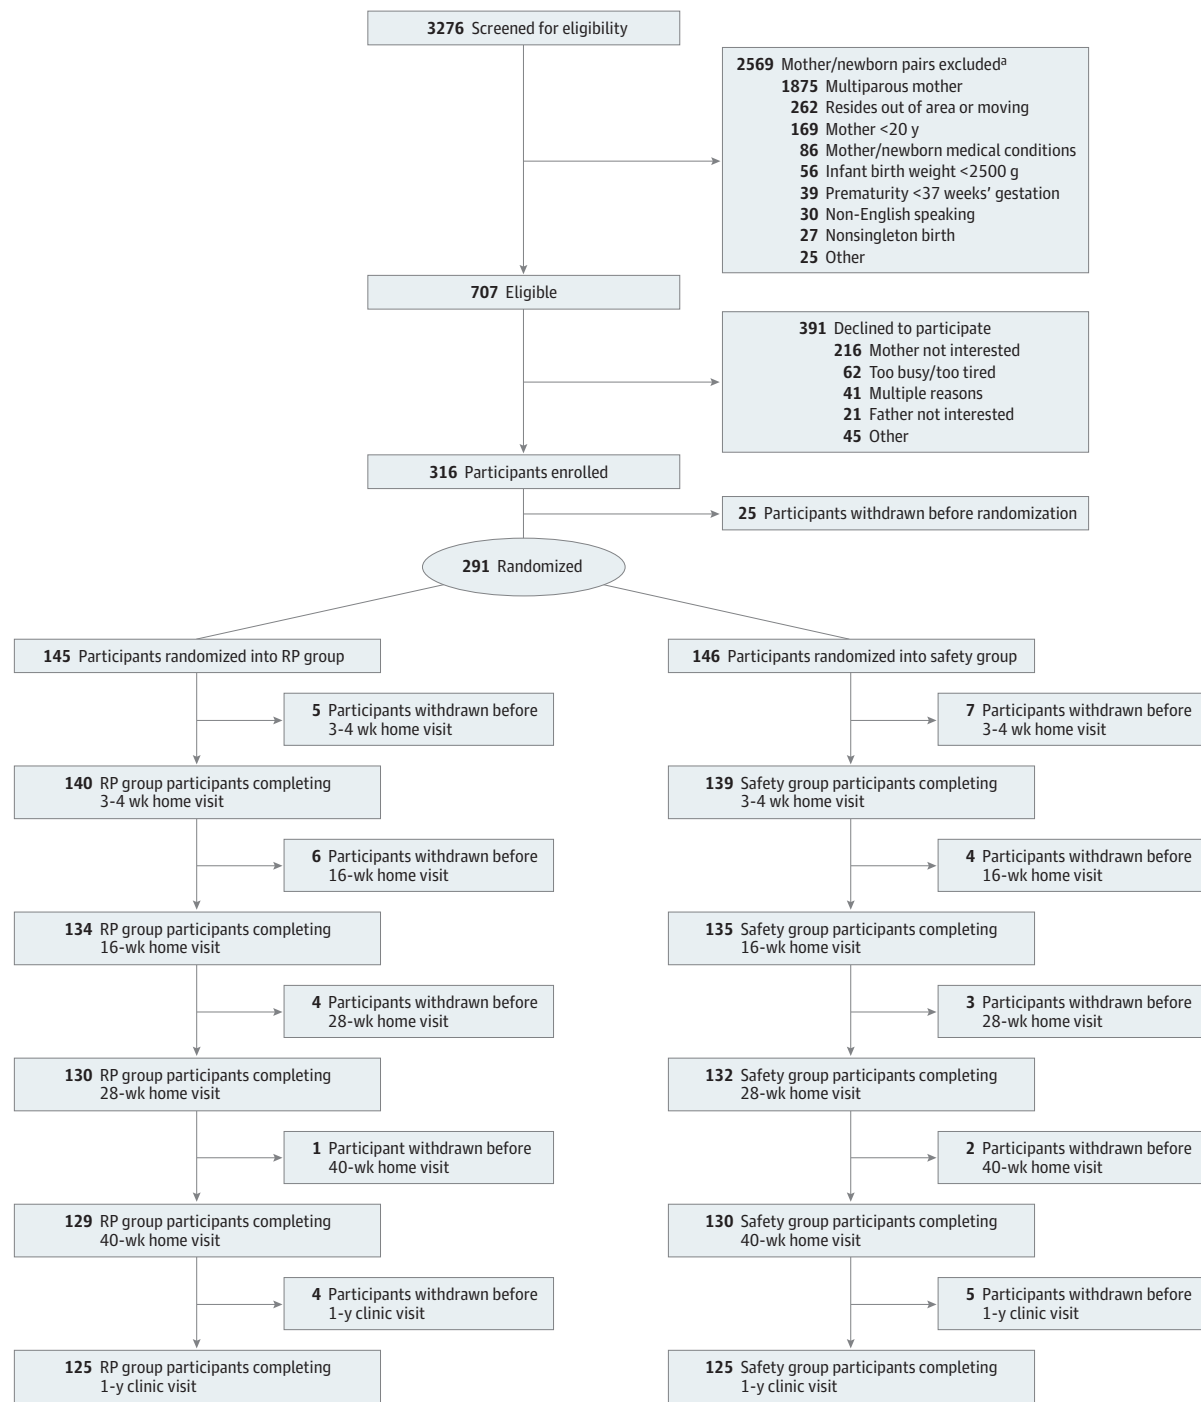 3276 Screened for eligibility
2569 Mother/newborn pairs excludedᵃ
1875 Multiparous mother
262 Resides out of area or moving
169 Mother <20 y
86 Mother/newborn medical conditions
56 Infant birth weight <2500 g
39 Prematurity <37 weeks' gestation
30 Non-English speaking
27 Nonsingleton birth
25 Other
707 Eligible
391 Declined to participate
216 Mother not interested
62 Too busy/too tired
41 Multiple reasons
21 Father not interested
45 Other
316 Participants enrolled
25 Participants withdrawn before randomization
291 Randomized
145 Participants randomized into RP group
146 Participants randomized into safety group
5 Participants withdrawn before
3-4 wk home visit
7 Participants withdrawn before
3-4 wk home visit
140 RP group participants completing
3-4 wk home visit
139 Safety group participants completing
3-4 wk home visit
6 Participants withdrawn before
16-wk home visit
4 Participants withdrawn before
16-wk home visit
134 RP group participants completing
16-wk home visit
135 Safety group participants completing
16-wk home visit
4 Participants withdrawn before
28-wk home visit
3 Participants withdrawn before
28-wk home visit
130 RP group participants completing
28-wk home visit
132 Safety group participants completing
28-wk home visit
1 Participant withdrawn before
40-wk home visit
2 Participants withdrawn before
40-wk home visit
129 RP group participants completing
40-wk home visit
130 Safety group participants completing
40-wk home visit
4 Participants withdrawn before
1-y clinic visit
5 Participants withdrawn before
1-y clinic visit
125 RP group participants completing
1-y clinic visit
125 Safety group participants completing
1-y clinic visit